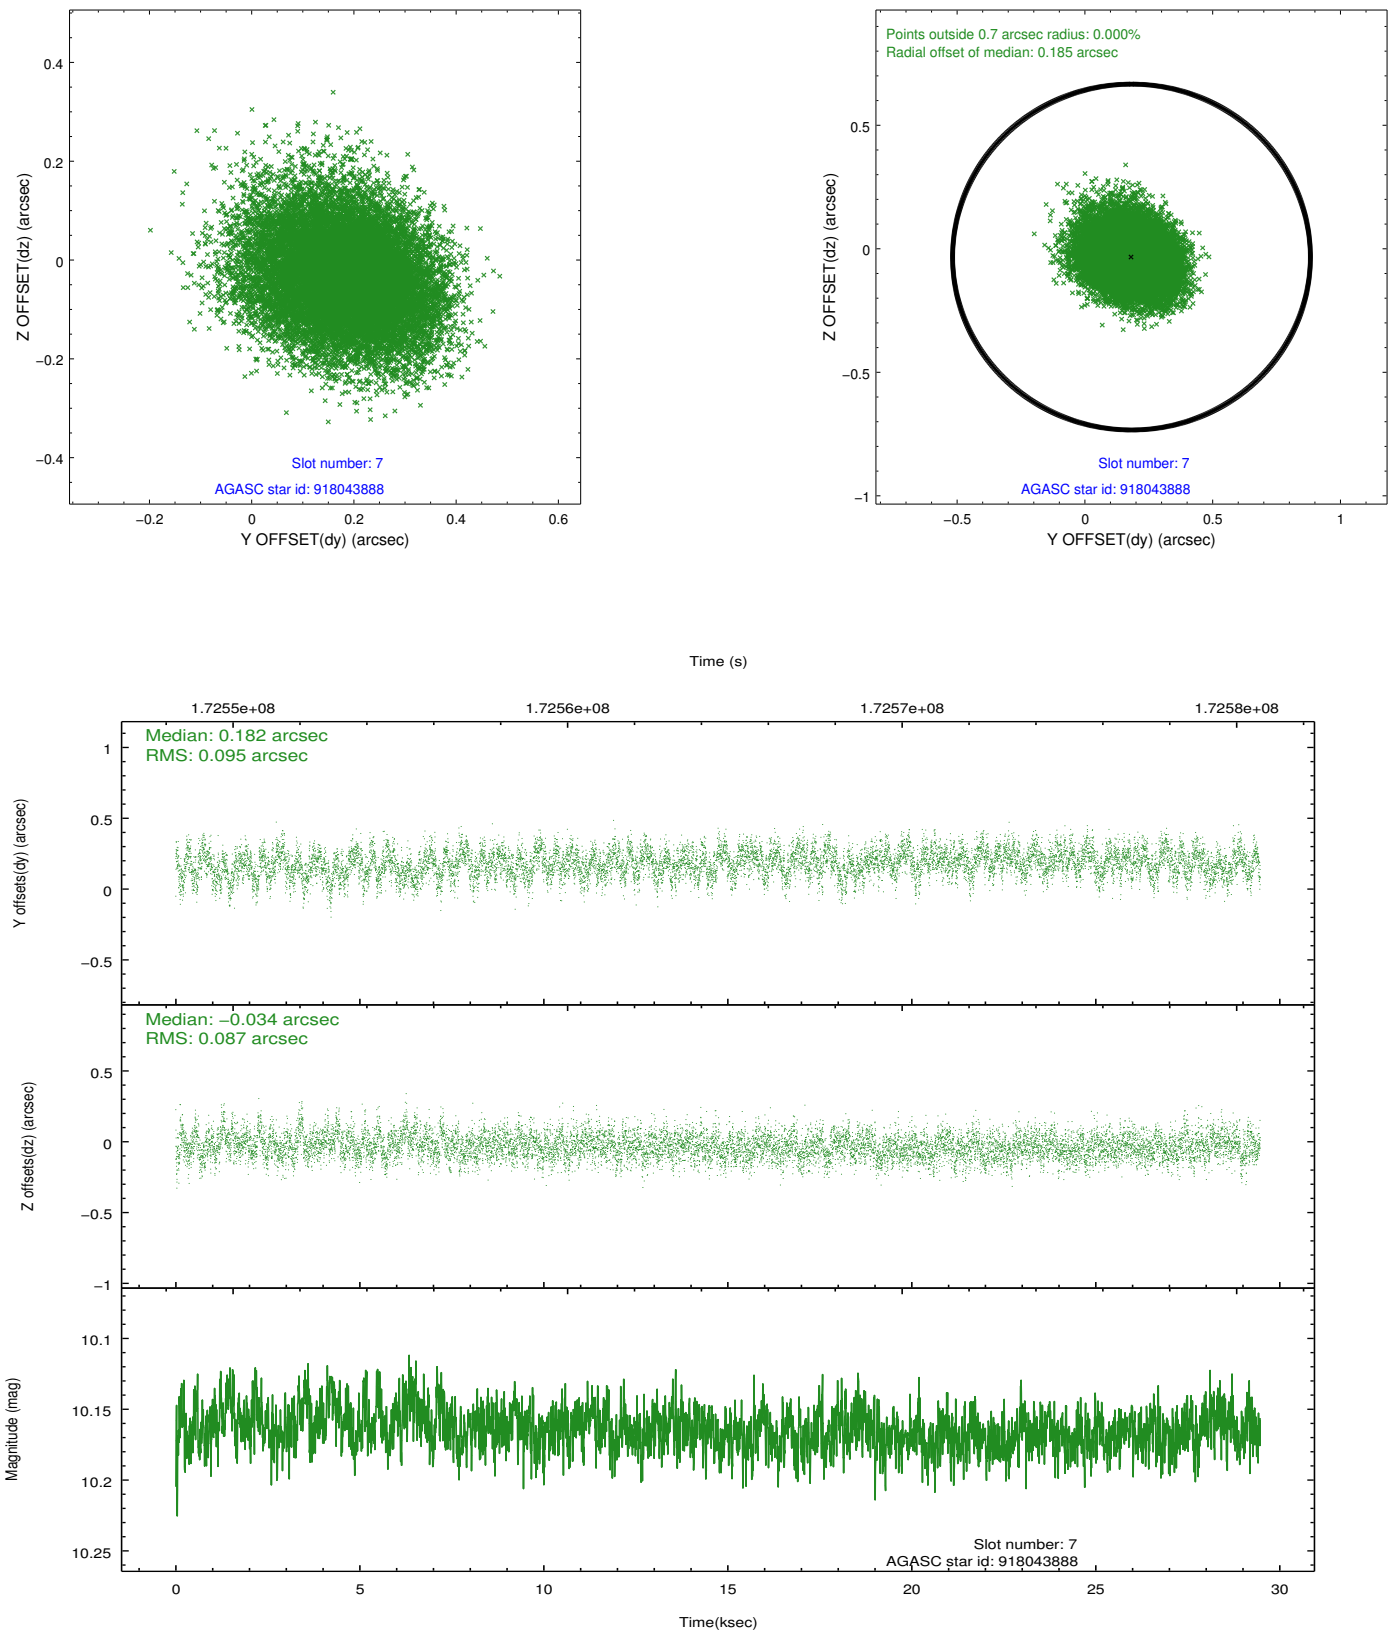 0.4
0.2
0
−0.2
−0.4
Z OFFSET(dz) (arcsec)
Slot number: 7
AGASC star id: 918043888
−0.2 0 0.2 0.4 0.6
Y OFFSET(dy) (arcsec)
Points outside 0.7 arcsec radius: 0.000%
Radial offset of median: 0.185 arcsec
0.5
0
−0.5
−1
Z OFFSET(dz) (arcsec)
Slot number: 7
AGASC star id: 918043888
−0.5 0 0.5 1
Y OFFSET(dy) (arcsec)
Time (s)
1.7255e+08 1.7256e+08 1.7257e+08 1.7258e+08
Median: 0.182 arcsec
RMS: 0.095 arcsec
1
0.5
0
−0.5
Y offsets(dy) (arcsec)
Median: −0.034 arcsec
RMS: 0.087 arcsec
0.5
0
−0.5
−1
Z offsets(dz) (arcsec)
10.1
10.15
10.2
10.25
Magnitude (mag)
Slot number: 7
AGASC star id: 918043888
0 5 10 15 20 25 30
Time(ksec)